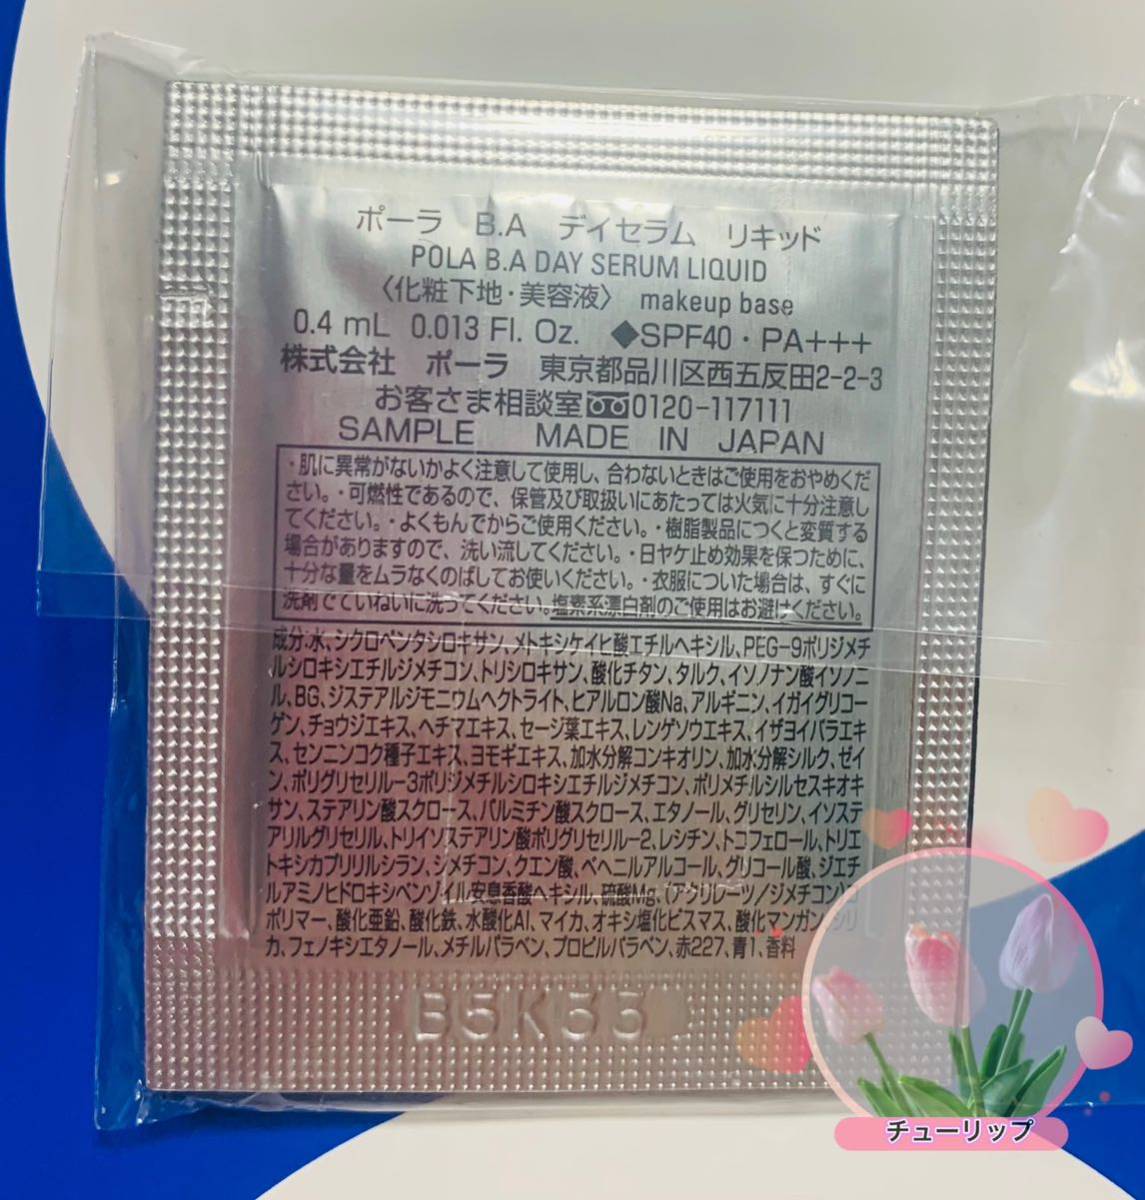 ポーラ B.A デイセラム リキッド
POLA B.A DAY SERUM LIQUID
〈化粧下地・美容液〉 makeup base
0.4 mL 0.013 Fl. Oz. ◆SPF40・PA+++
株式会社 ポーラ 東京都品川区西五反田2-2-3
お客さま相談室 0120-117111
SAMPLE MADE IN JAPAN
・肌に異常がないかよく注意して使用し、合わないときはご使用をおやめくだ
さい。・可燃性であるので、保管及び取扱いにあたっては火気に十分注意し
てください。・よくもんでからご使用ください。・樹脂製品につくと変質する
場合がありますので、洗い流してください。・日ヤケ止め効果を保つために、
十分な量をムラなくのばしてお使いください。・衣服についた場合は、すぐに
洗剤でていねいに洗ってください。塩素系漂白剤のご使用はお避けください。
成分:水、シクロペンタシロキサン、メトキシケイヒ酸エチルヘキシル、PEG-9ポリジメチ
ルシロキシエチルジメチコン、トリシロキサン、酸化チタン、タルク、イソノナン酸イソノニ
ル、BG、ジステアルジモニウムヘクトライト、ヒアルロン酸Na、アルギニン、イガイグリコー
ゲン、チョウジエキス、ヘチマエキス、セージ葉エキス、レンゲソウエキス、イザヨイバラエキ
ス、センニンコク種子エキス、ヨモギエキス、加水分解コンキオリン、加水分解シルク、ゼイ
ン、ポリグリセリル-3ポリジメチルシロキシエチルジメチコン、ポリメチルシルセスキオキ
サン、ステアリン酸スクロース、パルミチン酸スクロース、エタノール、グリセリン、イソステ
アリルグリセリル、トリイソステアリン酸ポリグリセリル-2、レシチン、トコフェロール、トリエ
トキシカプリリルシラン、ジメチコン、クエン酸、ベヘニルアルコール、グリコール酸、ジエチ
ルアミノヒドロキシベンゾイル安息香酸ヘキシル、硫酸Mg、(アクリレーツ/ジメチコン)コ
ポリマー、酸化亜鉛、酸化鉄、水酸化Al、マイカ、オキシ塩化ビスマス、酸化マンガン、シリ
カ、フェノキシエタノール、メチルパラベン、プロピルパラベン、赤227、青1、香料
B5K33
チューリップ